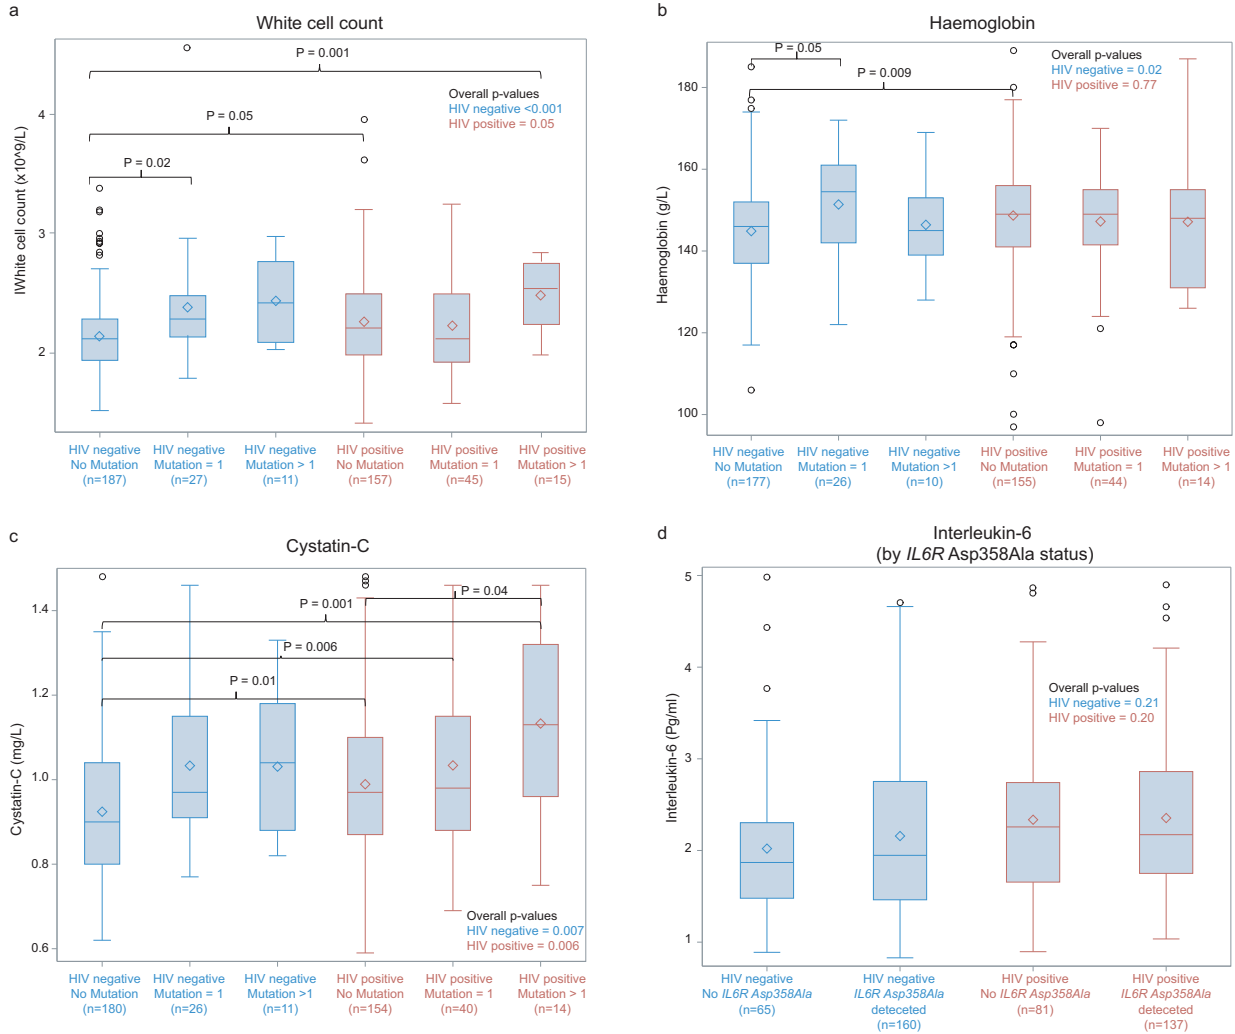 a
White cell count
P = 0.001
P = 0.05
P = 0.02
Overall p-values
HIV negative <0.001
HIV positive = 0.05
IWhite cell count (x10^9/L)
4
3
2
HIV negative
No Mutation
(n=187)
HIV negative
Mutation = 1
(n=27)
HIV negative
Mutation > 1
(n=11)
HIV positive
No Mutation
(n=157)
HIV positive
Mutation = 1
(n=45)
HIV positive
Mutation > 1
(n=15)
b
Haemoglobin
P = 0.05
P = 0.009
Overall p-values
HIV negative = 0.02
HIV positive = 0.77
Haemoglobin (g/L)
180
160
140
120
100
HIV negative
No Mutation
(n=177)
HIV negative
Mutation = 1
(n=26)
HIV negative
Mutation >1
(n=10)
HIV positive
No Mutation
(n=155)
HIV positive
Mutation = 1
(n=44)
HIV positive
Mutation > 1
(n=14)
c
Cystatin-C
P = 0.04
P = 0.001
P = 0.006
P = 0.01
Overall p-values
HIV negative = 0.007
HIV positive = 0.006
Cystatin-C (mg/L)
1.4
1.2
1.0
0.8
0.6
HIV negative
No Mutation
(n=180)
HIV negative
Mutation = 1
(n=26)
HIV negative
Mutation >1
(n=11)
HIV positive
No Mutation
(n=154)
HIV positive
Mutation = 1
(n=40)
HIV positive
Mutation > 1
(n=14)
d
Interleukin-6
(by IL6R Asp358Ala status)
Overall p-values
HIV negative = 0.21
HIV positive = 0.20
Interleukin-6 (Pg/ml)
5
4
3
2
1
HIV negative
No IL6R Asp358Ala
(n=65)
HIV negative
IL6R Asp358Ala
deteceted
(n=160)
HIV positive
No IL6R Asp358Ala
(n=81)
HIV positive
IL6R Asp358Ala
deteceted
(n=137)